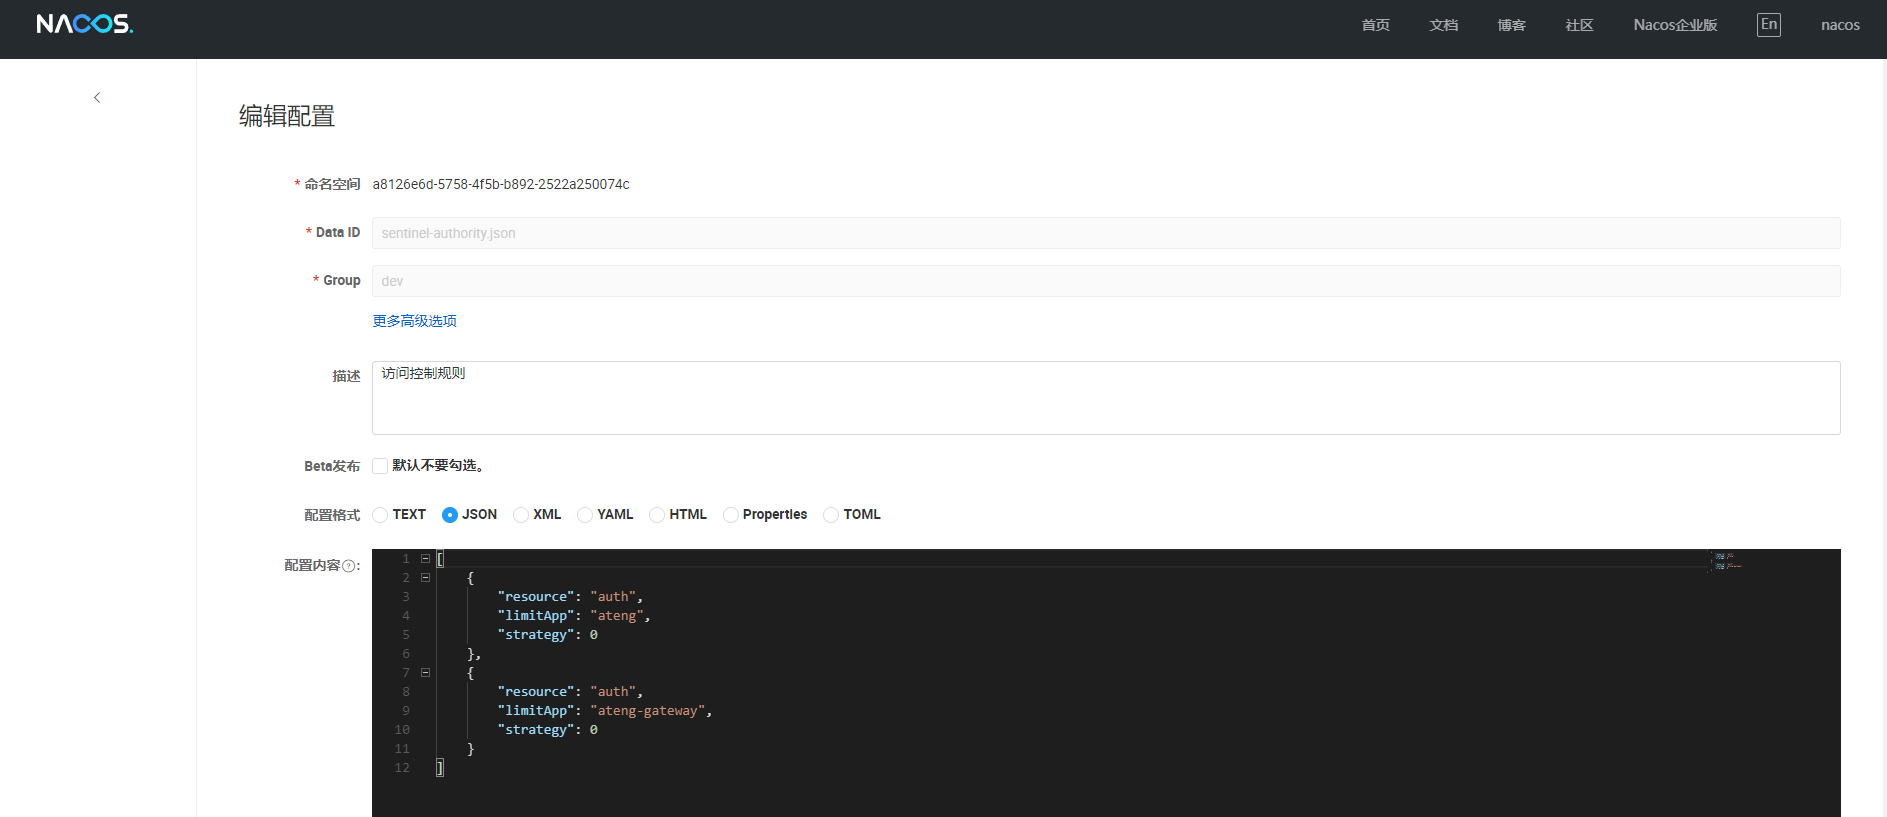 NACOS.
首页 文档 博客 社区 Nacos企业版 En nacos
编辑配置
* 命名空间 a8126e6d-5758-4f5b-b892-2522a250074c
* Data ID sentinel-authority.json
* Group dev
更多高级选项
描述 访问控制规则
Beta发布 默认不要勾选。
配置格式 TEXT JSON XML YAML HTML Properties TOML
配置内容?:
1 [
2 {
3 "resource": "auth",
4 "limitApp": "ateng",
5 "strategy": 0
6 },
7 {
8 "resource": "auth",
9 "limitApp": "ateng-gateway",
10 "strategy": 0
11 }
12 ]